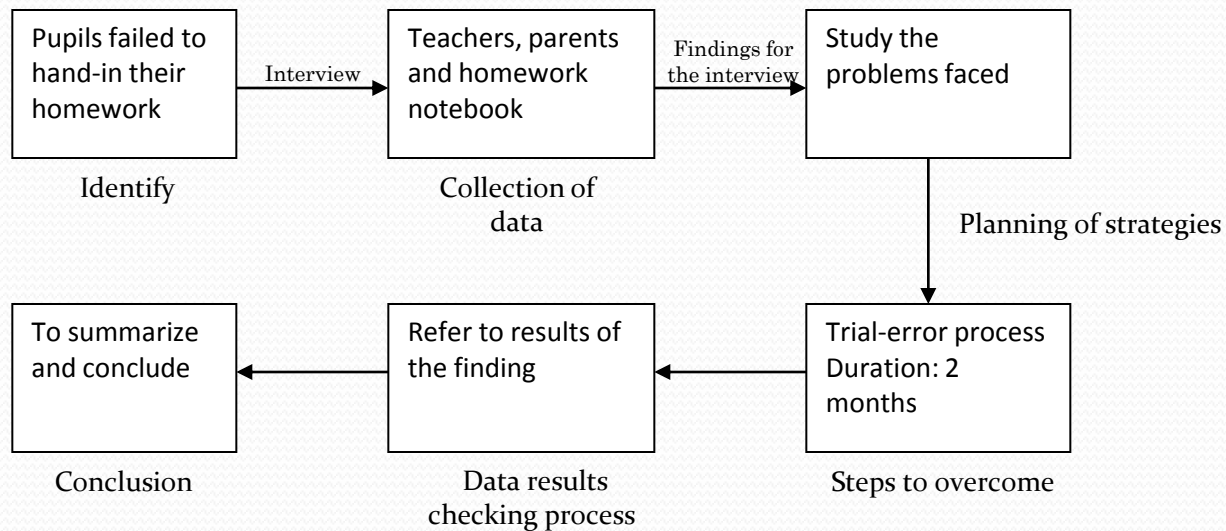 Pupils failed to
hand-in their
homework
Interview
Teachers, parents
and homework
notebook
Findings for
the interview
Study the
problems faced
Identify
Collection of
data
Planning of strategies
To summarize
and conclude
Refer to results of
the finding
Trial-error process
Duration: 2
months
Conclusion
Data results
checking process
Steps to overcome